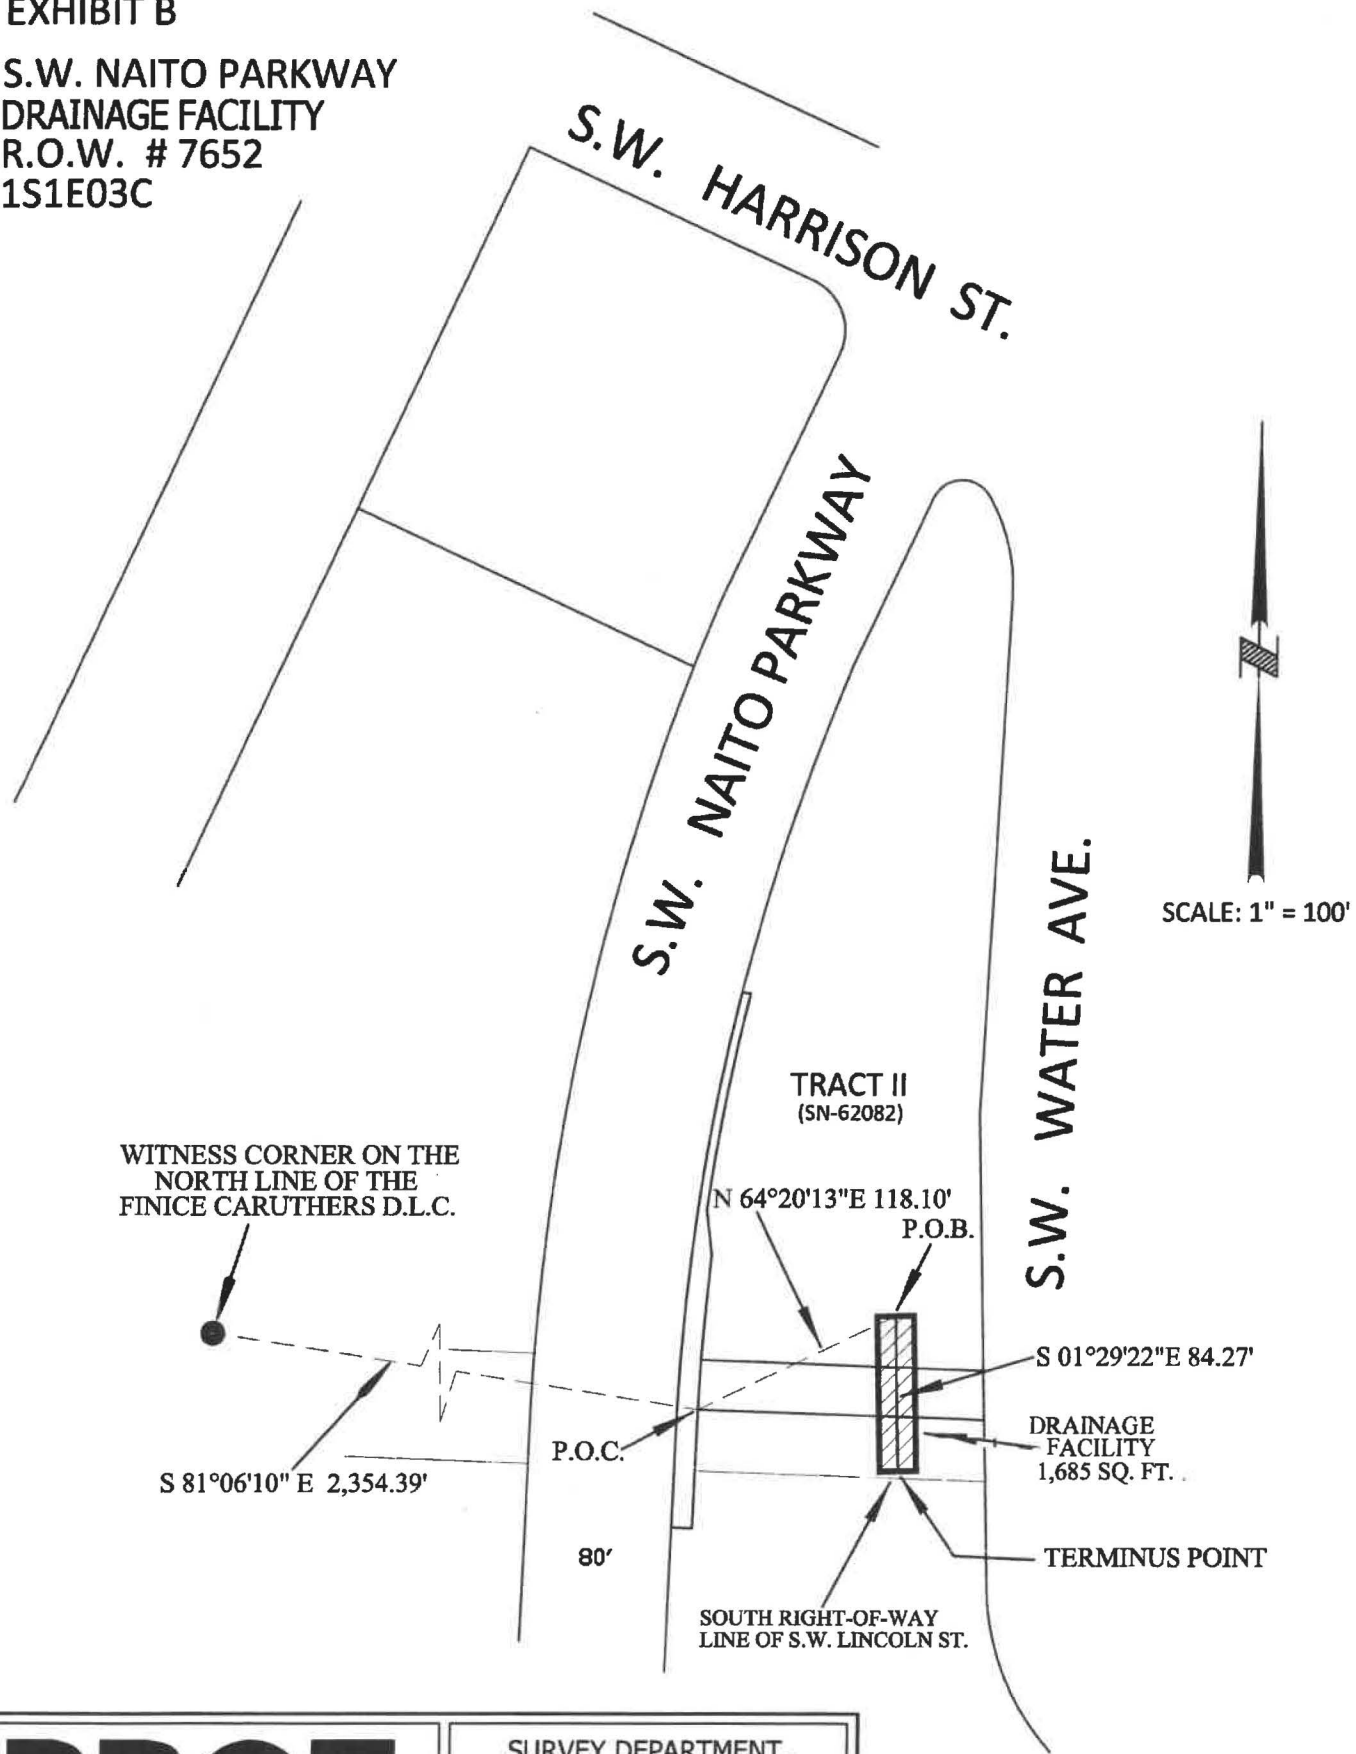 EXHIBIT B
S.W. NAITO PARKWAY
DRAINAGE FACILITY
R.O.W. # 7652
1S1E03C
S.W. HARRISON ST.
S.W. NAITO PARKWAY
SCALE: 1" = 100'
S.W. WATER AVE.
TRACT II
(SN-62082)
WITNESS CORNER ON THE
NORTH LINE OF THE
FINICE CARUTHERS D.L.C.
N 64°20'13"E 118.10'
P.O.B.
S 01°29'22"E 84.27'
DRAINAGE
FACILITY
1,685 SQ. FT.
P.O.C.
S 81°06'10" E 2,354.39'
80'
TERMINUS POINT
SOUTH RIGHT-OF-WAY
LINE OF S.W. LINCOLN ST.
SURVEY DEPARTMENT